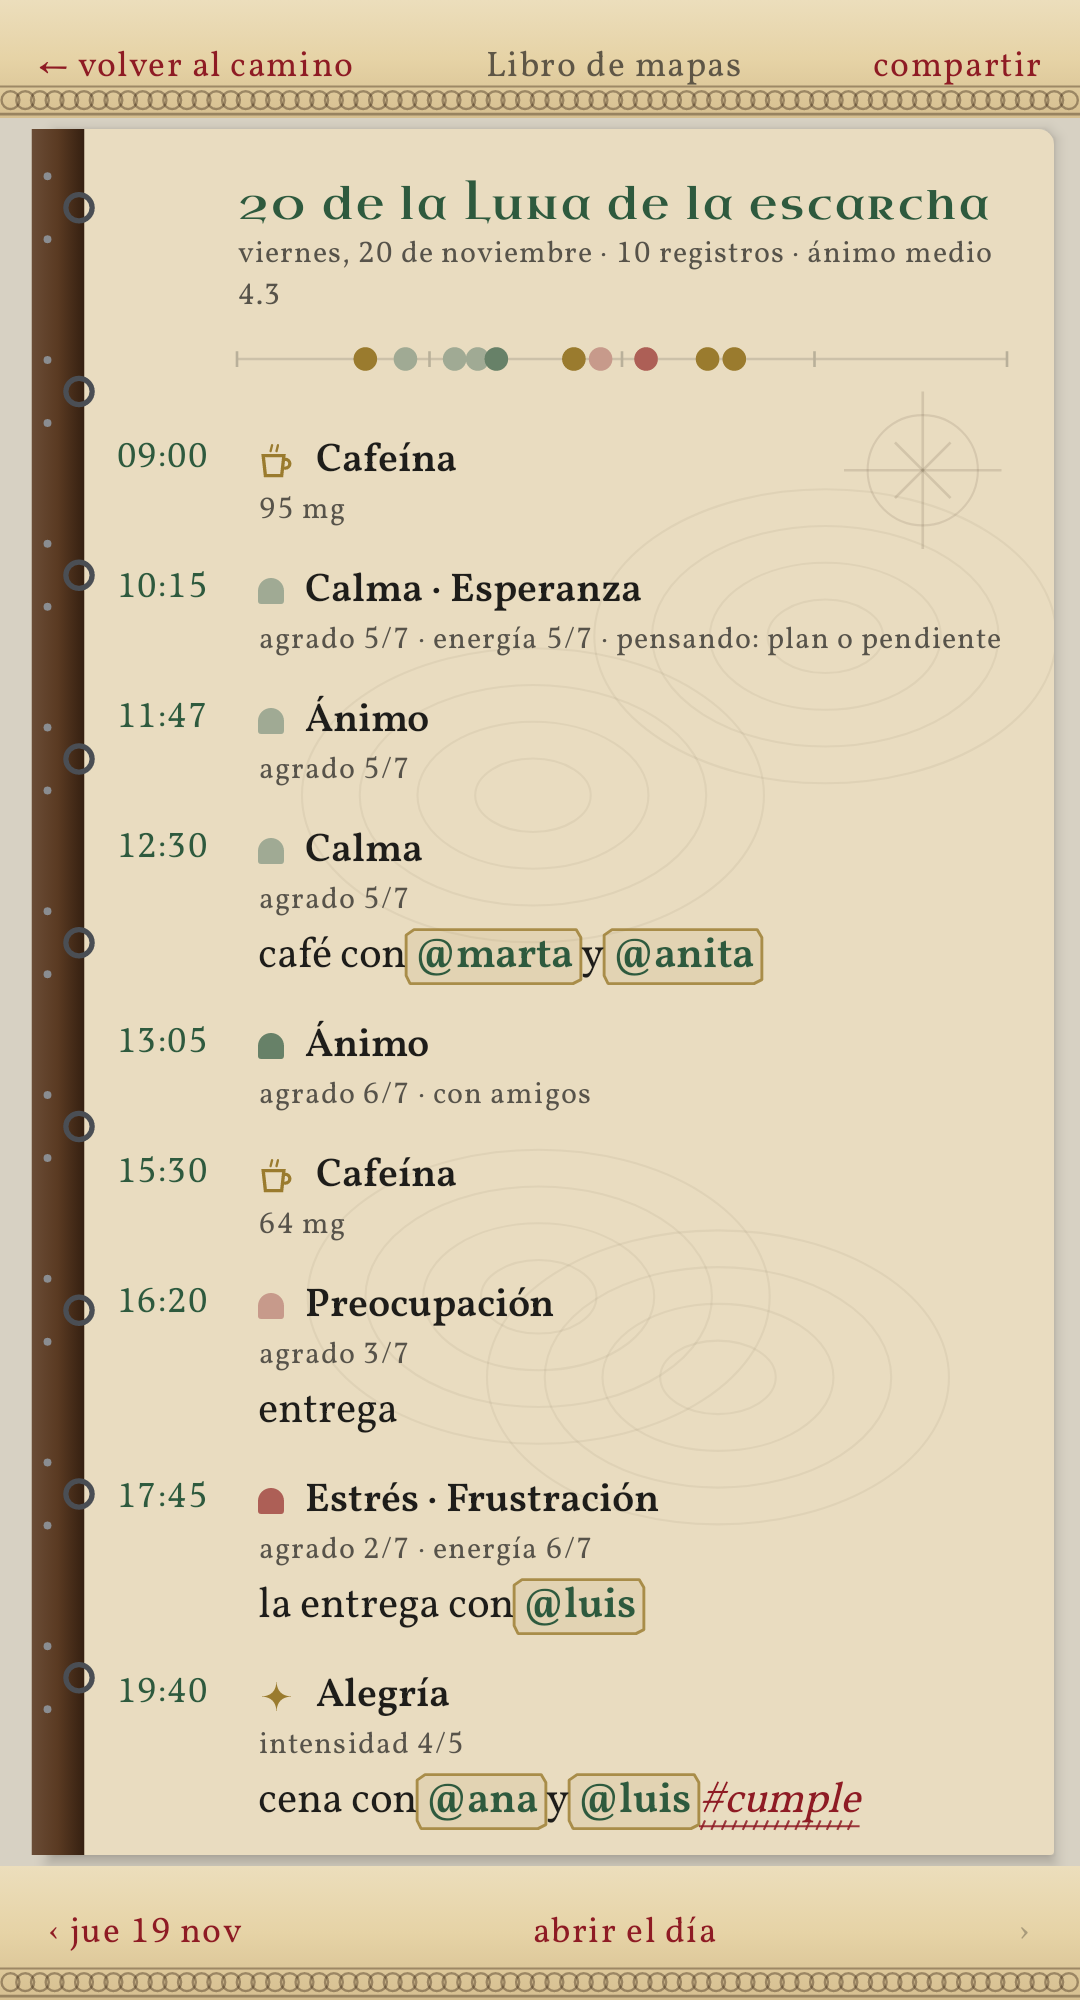 ← volver al camino
Libro de mapas
compartir
20 de la Luna de la escarcha
viernes, 20 de noviembre · 10 registros · ánimo medio
4.3
09:00 Cafeína
95 mg
10:15 Calma · Esperanza
agrado 5/7 · energía 5/7 · pensando: plan o pendiente
11:47 Ánimo
agrado 5/7
12:30 Calma
agrado 5/7
café con @marta y @anita
13:05 Ánimo
agrado 6/7 · con amigos
15:30 Cafeína
64 mg
16:20 Preocupación
agrado 3/7
entrega
17:45 Estrés · Frustración
agrado 2/7 · energía 6/7
la entrega con @luis
19:40 Alegría
intensidad 4/5
cena con @ana y @luis #cumple
‹ jue 19 nov
abrir el día
›